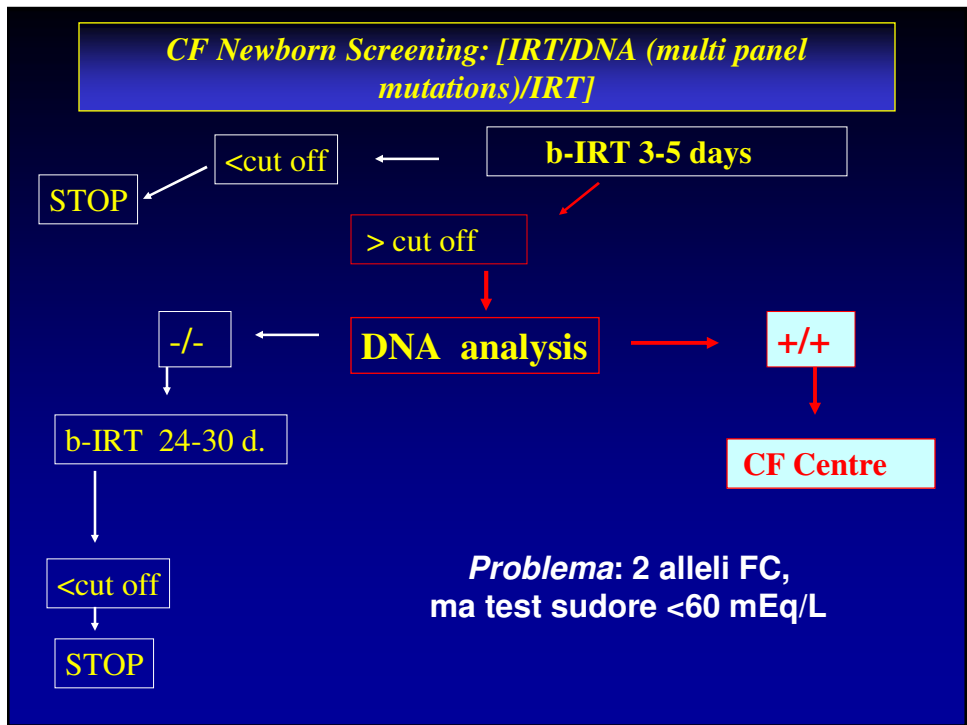 CF Newborn Screening: [IRT/DNA (multi panel
mutations)/IRT]
b-IRT 3-5 days
<cut off
STOP
> cut off
-/-
DNA analysis
+/+
b-IRT 24-30 d.
CF Centre
<cut off
STOP
Problema: 2 alleli FC,
ma test sudore <60 mEq/L